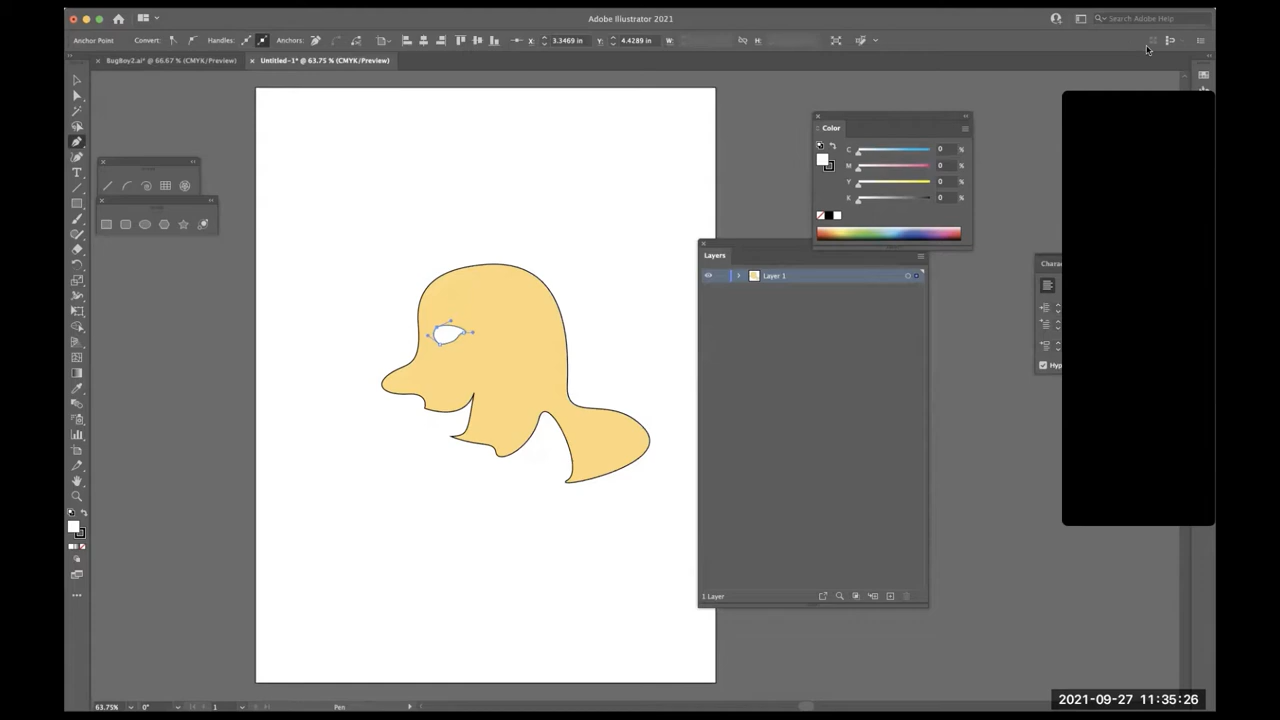 Adobe Illustrator 2021
Search Adobe Help
Anchor Point Convert: Handles: Anchors: X: 3.3469 in Y: 4.4289 in W: H:
BugBoy2.ai* @ 66.67 % (CMYK/Preview) Untitled-1* @ 63.75 % (CMYK/Preview)
Color
C 0 %
M 0 %
Y 0 %
K 0 %
Layers
Layer 1
Charac
Hyp
1 Layer
63.75% 0° 1 Pen
2021-09-27 11:35:26